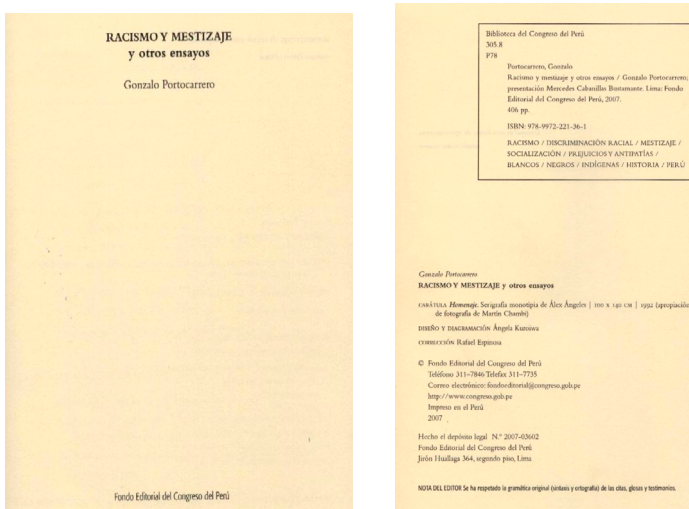 RACISMO Y MESTIZAJE
y otros ensayos
Gonzalo Portocarrero
Fondo Editorial del Congreso del Perú
Biblioteca del Congreso del Perú
305.8
P78
Portocarrero, Gonzalo
Racismo y mestizaje y otros ensayos / Gonzalo Portocarrero;
presentación Mercedes Cabanillas Bustamante. Lima: Fondo
Editorial del Congreso del Perú, 2007.
406 pp.
ISBN: 978-9972-221-36-1
RACISMO / DISCRIMINACIÓN RACIAL / MESTIZAJE /
SOCIALIZACIÓN / PREJUICIOS Y ANTIPATÍAS /
BLANCOS / NEGROS / INDÍGENAS / HISTORIA / PERÚ
Gonzalo Portocarrero
RACISMO Y MESTIZAJE y otros ensayos
CARÁTULA Homenaje. Serigrafía monotipia de Álex Ángeles | 100 x 140 CM | 1992 (apropiación
de fotografía de Martín Chambi)
DISEÑO Y DIAGRAMACIÓN Ángela Kuroiwa
CORRECCIÓN Rafael Espinosa
© Fondo Editorial del Congreso del Perú
Teléfono 311-7846 Telefax 311-7735
Correo electrónico: fondoeditorial@congreso.gob.pe
http://www.congreso.gob.pe
Impreso en el Perú
2007
Hecho el depósito legal N.º 2007-03602
Fondo Editorial del Congreso del Perú
Jirón Huallaga 364, segundo piso, Lima
NOTA DEL EDITOR Se ha respetado la gramática original (sintaxis y ortografía) de las citas, glosas y testimonios.